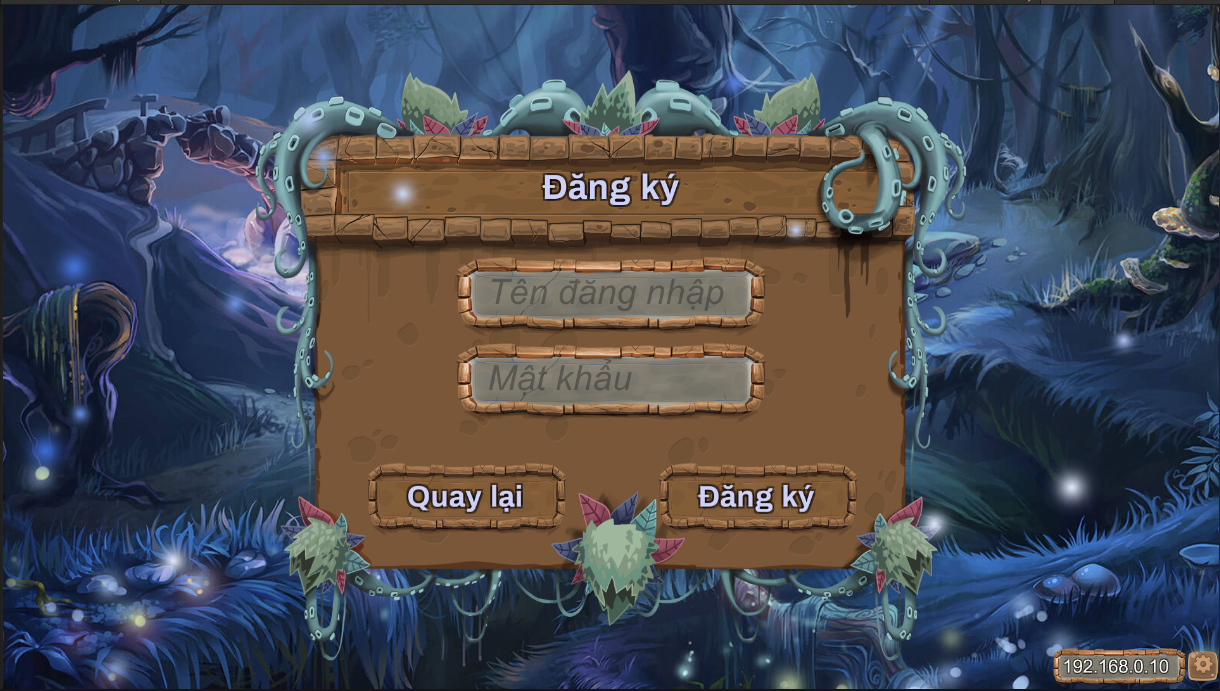 Đăng ký
Tên đăng nhập
Mật khẩu
Quay lại
Đăng ký
192.168.0.10